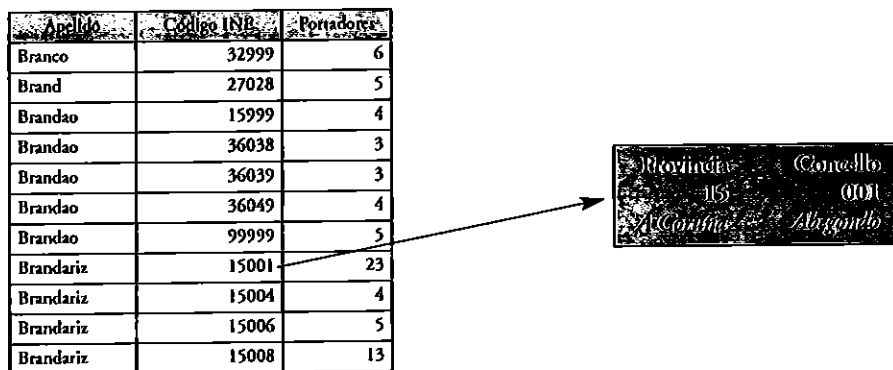 Apellido Código INE Portadores
Branco 32999 6
Brand 27028 5
Brandao 15999 4
Brandao 36038 3
Brandao 36039 3
Brandao 36049 4
Brandao 99999 5
Brandariz 15001 23
Brandariz 15004 4
Brandariz 15006 5
Brandariz 15008 13
Provincia Concello
15 001
A Coruña